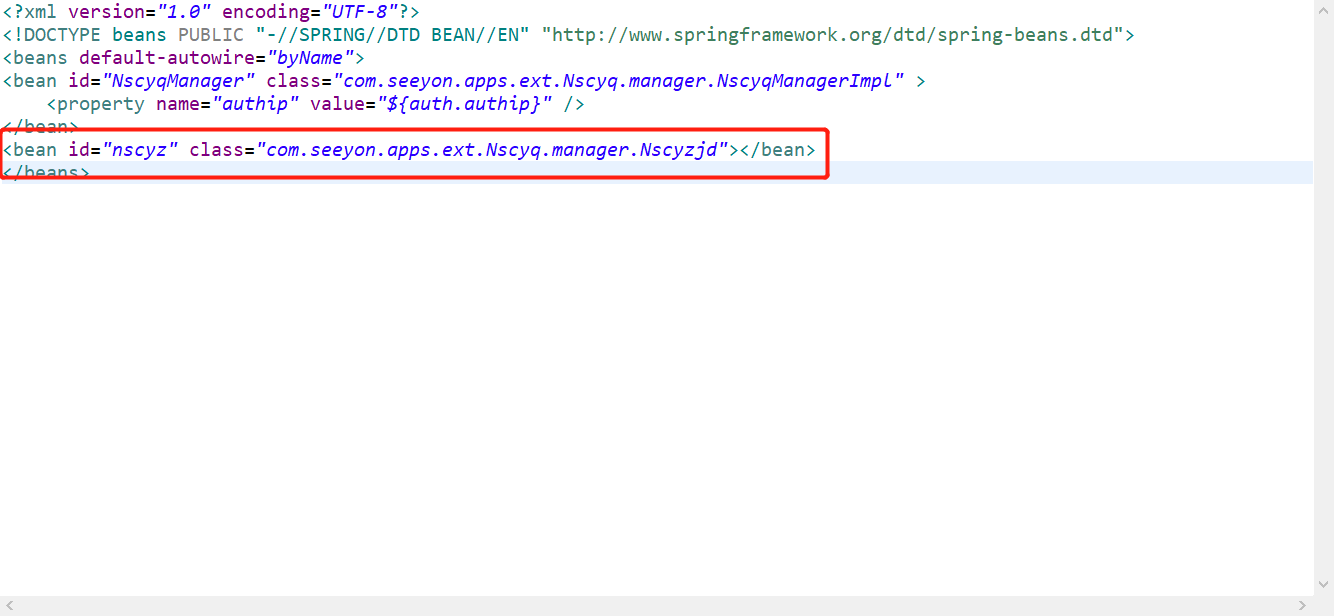 <?xml version="1.0" encoding="UTF-8"?>
<!DOCTYPE beans PUBLIC "-//SPRING//DTD BEAN//EN" "http://www.springframework.org/dtd/spring-beans.dtd">
<beans default-autowire="byName">
<bean id="NscyqManager" class="com.seeyon.apps.ext.Nscyq.manager.NscyqManagerImpl" >
    <property name="authip" value="${auth.authip}" />
</bean>
<bean id="nscyz" class="com.seeyon.apps.ext.Nscyq.manager.Nscyzjd"></bean>
</beans>